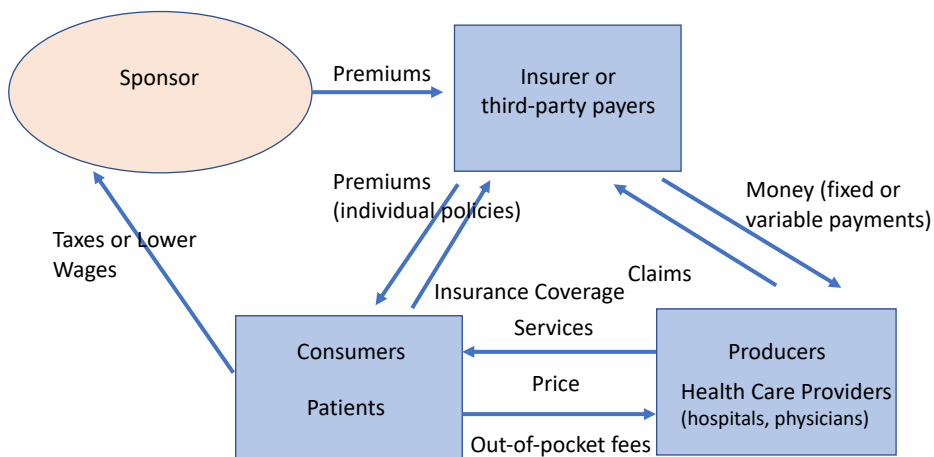 Sponsor
Premiums
Insurer or
third-party payers
Premiums
(individual policies)
Money (fixed or
variable payments)
Taxes or Lower
Wages
Claims
Insurance Coverage
Services
Consumers
Patients
Price
Out-of-pocket fees
Producers
Health Care Providers
(hospitals, physicians)